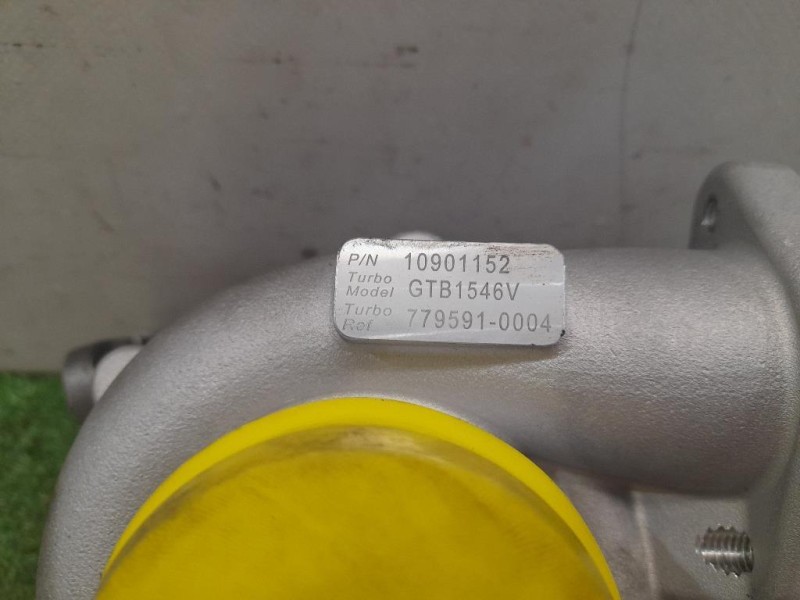 P/N 10901152
Turbo
Model GTB1546V
Turbo
Ref. 779591-0004